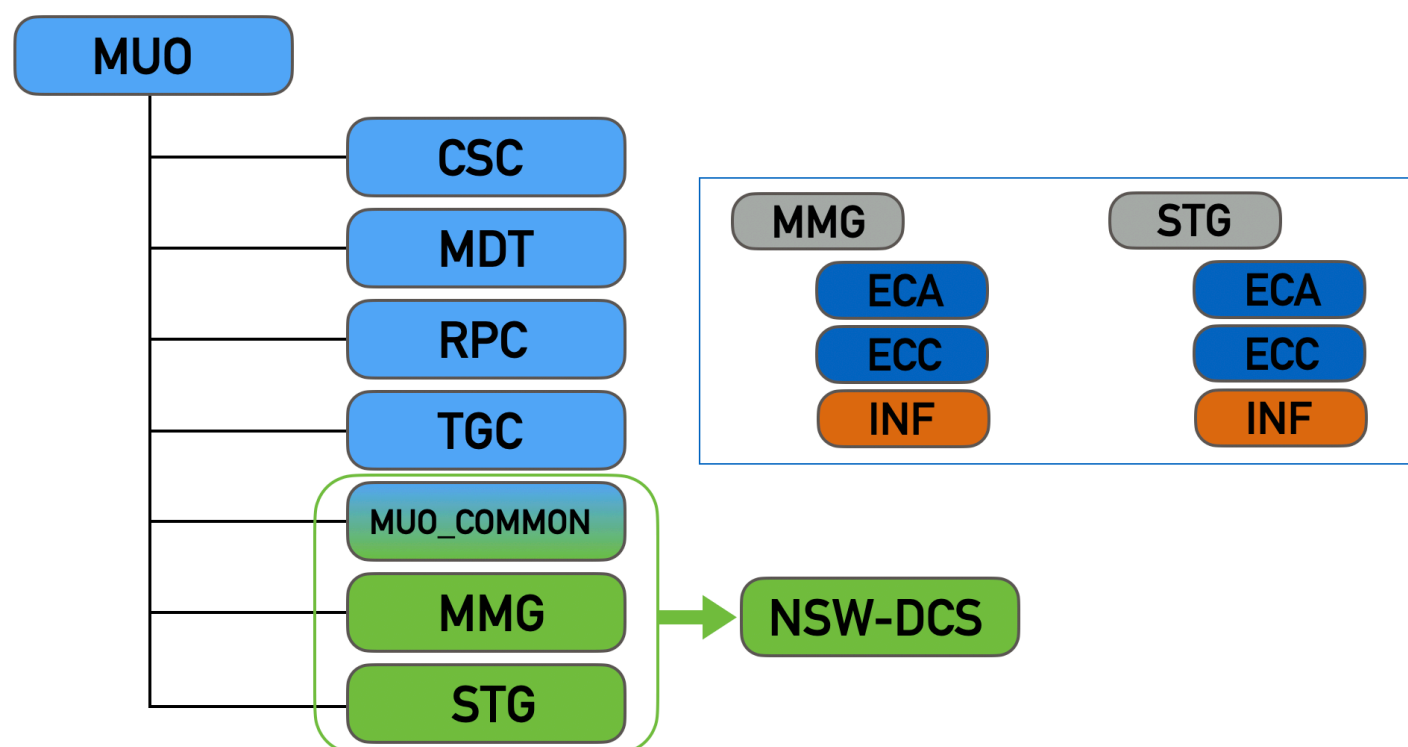 MUO
CSC
MDT
RPC
TGC
MUO_COMMON
MMG
STG
NSW-DCS
MMG
ECA
ECC
INF
STG
ECA
ECC
INF